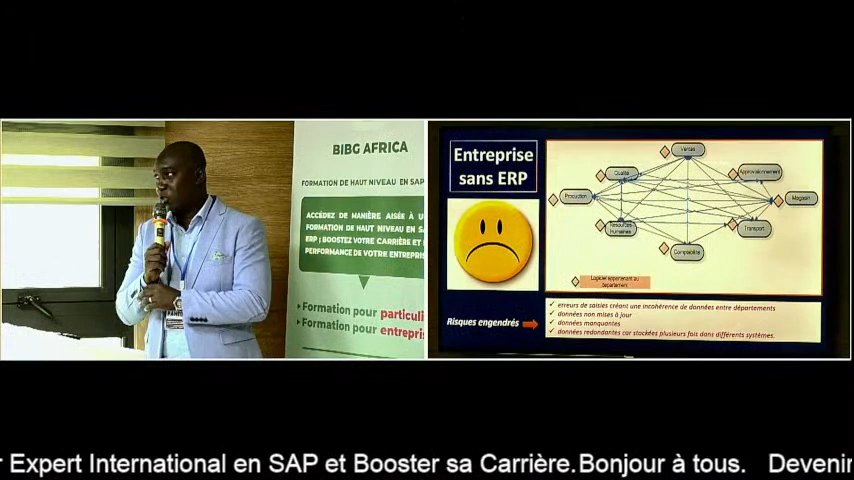 BIBG AFRICA
FORMATION DE HAUT NIVEAU EN SAP
ACCÉDEZ DE MANIÈRE AISÉE À U
FORMATION DE HAUT NIVEAU EN
ERP ; BOOSTEZ VOTRE CARRIÈRE ET
PERFORMANCE DE VOTRE ENTREPRIS
Formation pour particuli
Formation pour entrepris
Entreprise
sans ERP
Ventes
Qualité
Approvisionnement
Production
Magasin
Ressources
humaines
Transport
Comptabilité
Logiciel appartenant au
département
Risques engendrés
✓ erreurs de saisies créant une incohérence de données entre départements
✓ données non mises à jour
✓ données manquantes
✓ données redondantes car stockées plusieurs fois dans différents systèmes.
r Expert International en SAP et Booster sa Carrière.Bonjour à tous. Devenir